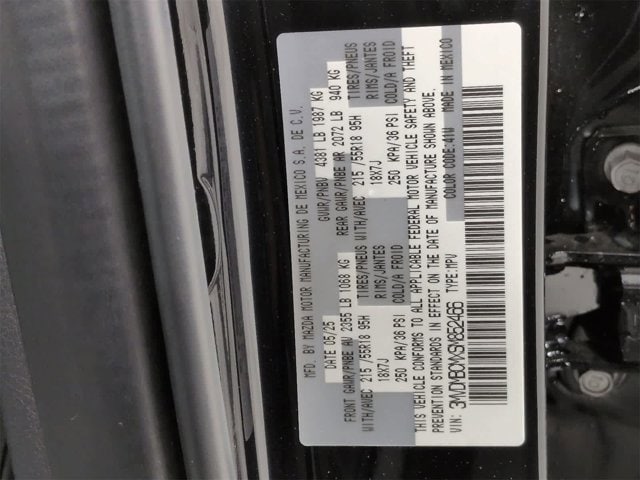 MFD. BY MAZDA MOTOR MANUFACTURING DE MEXICO S.A. DE C.V.
DATE 05/25 GVWR/PNBV 4381 LB 1987 KG
FRONT GAWR/PNBE AV 2355 LB 1068 KG REAR GAWR/PNBE AR 2072 LB 940 KG
WITH/AVEC 215 /55R18 95H TIRES/PNEUS WITH/AVEC 215 /55R18 95H TIRES/PNEUS
18X7J RIMS/JANTES 18X7J RIMS/JANTES
250 KPA/36 PSI COLD/A FROID 250 KPA/36 PSI COLD/A FROID
THIS VEHICLE CONFORMS TO ALL APPLICABLE FEDERAL MOTOR VEHICLE SAFETY AND THEFT
PREVENTION STANDARDS IN EFFECT ON THE DATE OF MANUFACTURE SHOWN ABOVE.
VIN: TYPE:MPV COLOR CODE:41W MADE IN MEXICO